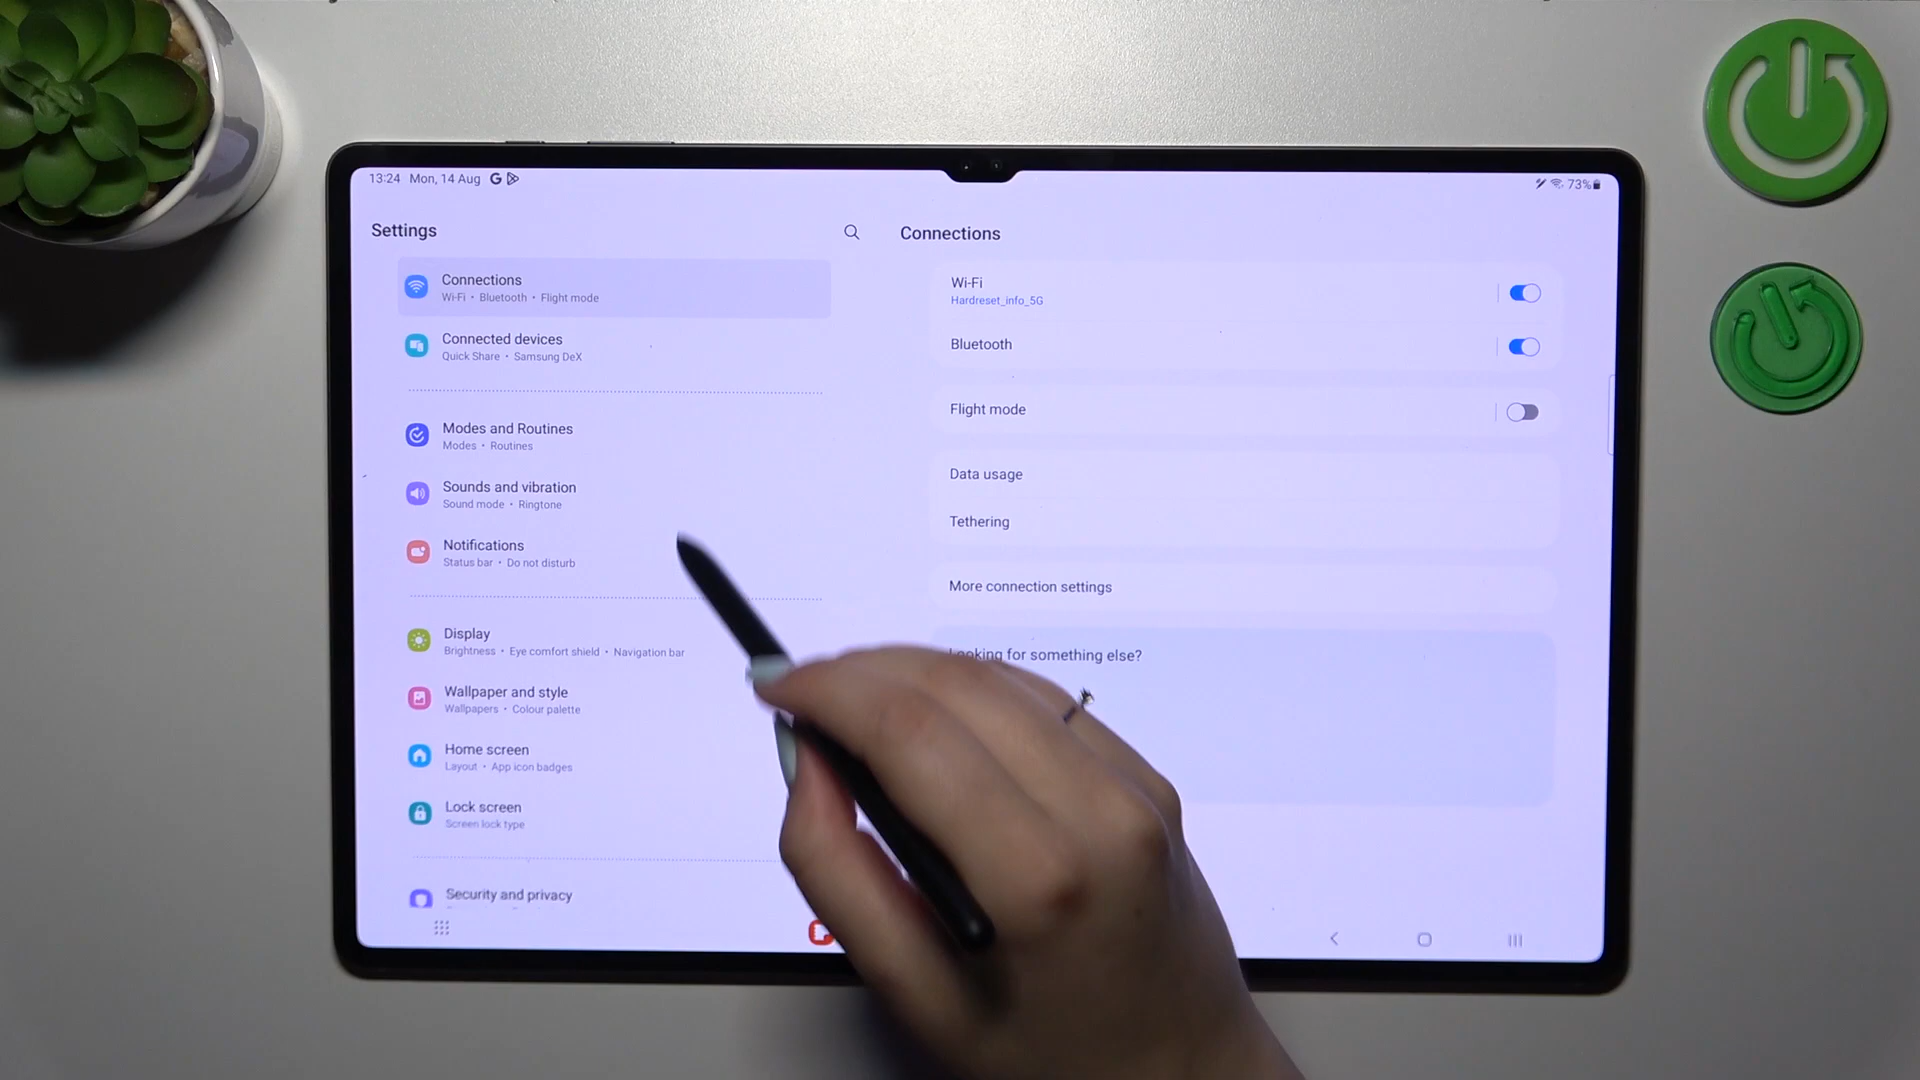 13:24 Mon, 14 Aug G
73%
Settings
Connections
Wi-Fi • Bluetooth • Flight mode
Connected devices
Quick Share • Samsung DeX
Modes and Routines
Modes • Routines
Sounds and vibration
Sound mode • Ringtone
Notifications
Status bar • Do not disturb
Display
Brightness • Eye comfort shield • Navigation bar
Wallpaper and style
Wallpapers • Colour palette
Home screen
Layout • App icon badges
Lock screen
Screen lock type
Security and privacy
Connections
Wi-Fi
Hardreset_info_5G
Bluetooth
Flight mode
Data usage
Tethering
More connection settings
Looking for something else?